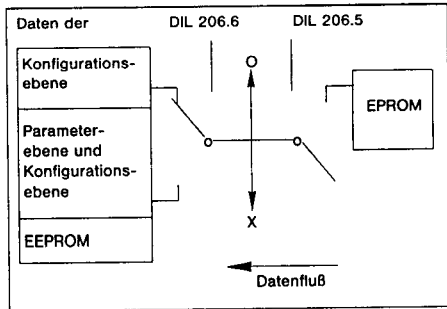 Daten der
DIL 206.6
DIL 206.5
Konfigurations-
ebene
Parameter-
ebene und
Konfigurations-
ebene
EEPROM
O
X
EPROM
Datenfluß